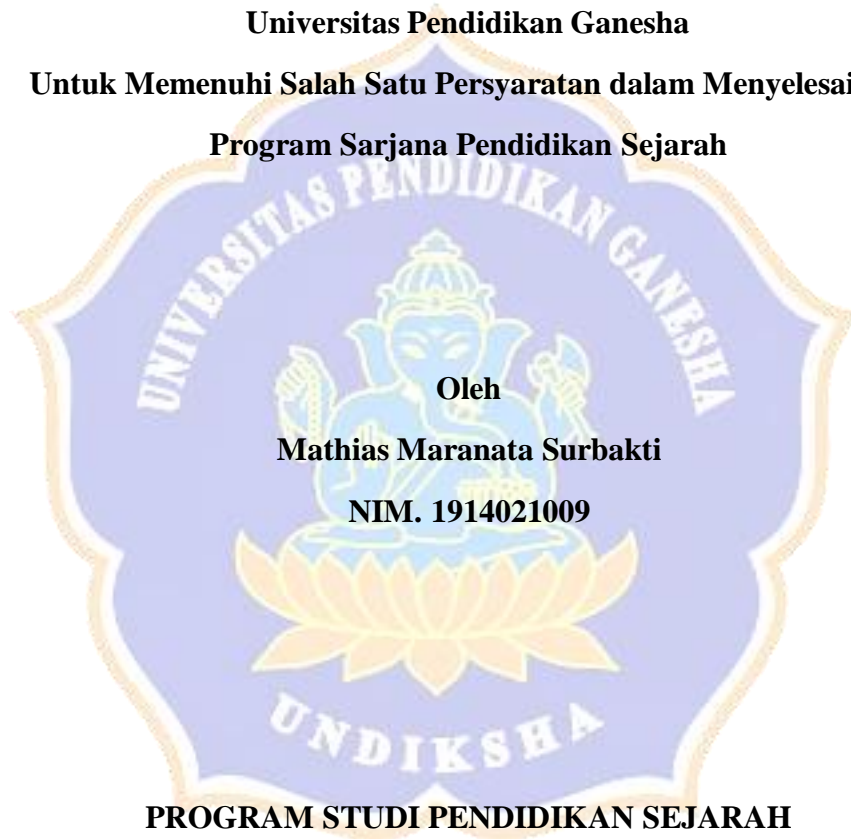 Universitas Pendidikan Ganesha
Untuk Memenuhi Salah Satu Persyaratan dalam Menyelesai
Program Sarjana Pendidikan Sejarah
UNIVERSITAS PENDIDIKAN GANESHA
Oleh
Mathias Maranata Surbakti
NIM. 1914021009
UNDIKSHA
PROGRAM STUDI PENDIDIKAN SEJARAH